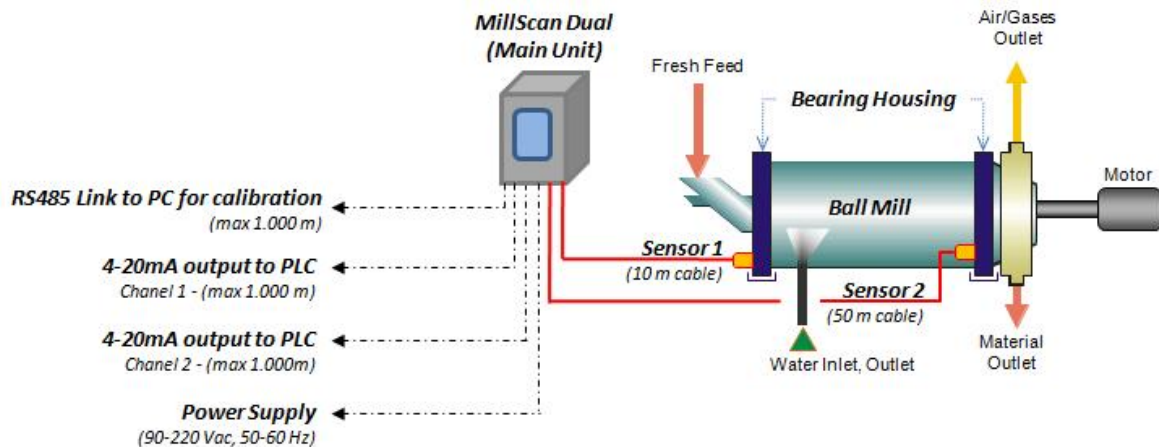 MillScan Dual
(Main Unit)
Air/Gases
Outlet
Fresh Feed
Bearing Housing
Motor
RS485 Link to PC for calibration
(max 1.000 m)
Ball Mill
Sensor 1
(10 m cable)
4-20mA output to PLC
Chanel 1 - (max 1.000 m)
Sensor 2
(50 m cable)
4-20mA output to PLC
Chanel 2 - (max 1.000m)
Water Inlet, Outlet
Material
Outlet
Power Supply
(90-220 Vac, 50-60 Hz)